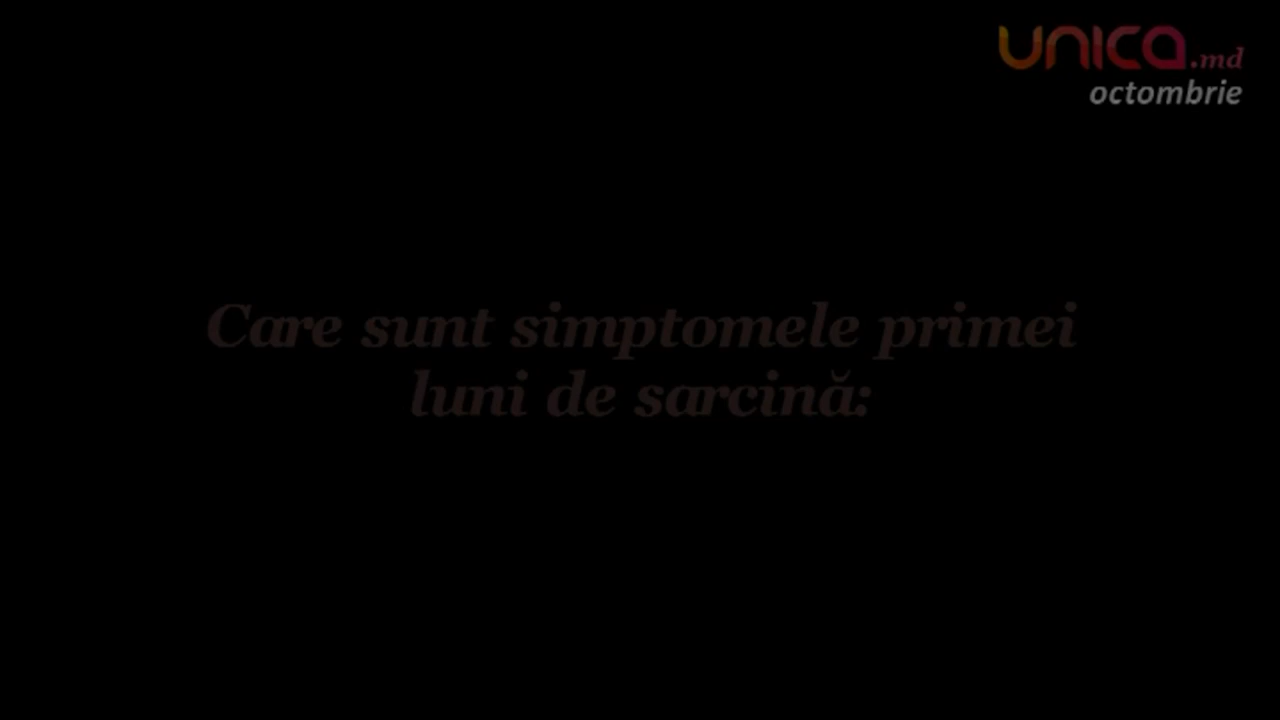 unica.md
octombrie
Care sunt simptomele primei
luni de sarcină: